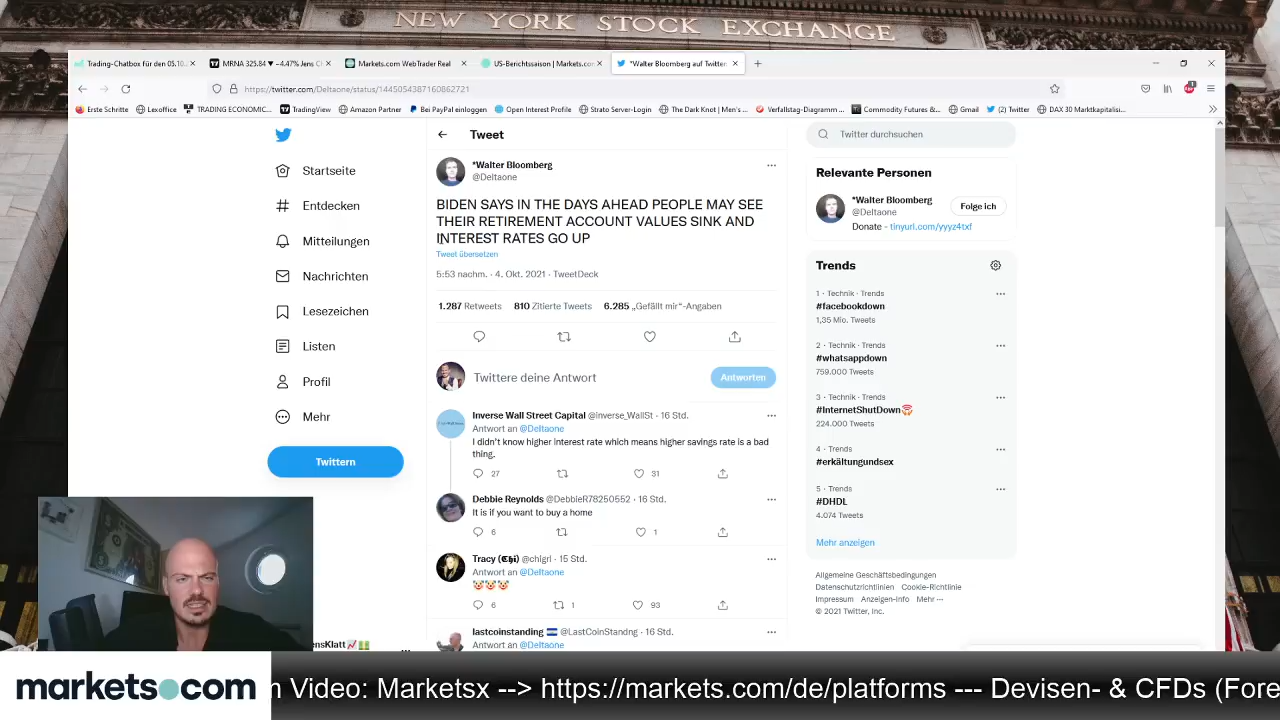 NEW YORK STOCK EXCHANGE
Trading-Chatbox für den 05.10.
MRNA 325.84 ▼ −4.47% Jens
Markets.com WebTrader Real
US-Berichtssaison | Markets.com
*Walter Bloomberg auf Twitter:
https://twitter.com/Deltaone/status/1445054387160862721
Erste Schritte
Lexoffice
TRADING ECONOMIC...
TradingView
Amazon Partner
Bei PayPal einloggen
Open Interest Profile
Strato Server-Login
The Dark Knot | Men's ...
Verfallstag-Diagramm ...
Commodity Futures &...
Gmail
(2) Twitter
DAX 30 Marktkapitalisi...
Startseite
Entdecken
Mitteilungen
Nachrichten
Lesezeichen
Listen
Profil
Mehr
Twittern
Tweet
*Walter Bloomberg
@Deltaone
BIDEN SAYS IN THE DAYS AHEAD PEOPLE MAY SEE
THEIR RETIREMENT ACCOUNT VALUES SINK AND
INTEREST RATES GO UP
Tweet übersetzen
5:53 nachm. · 4. Okt. 2021 · TweetDeck
1.287 Retweets 810 Zitierte Tweets 6.285 „Gefällt mir“-Angaben
Twittere deine Antwort
Antworten
Inverse Wall Street Capital @Inverse_WallSt · 16 Std.
Antwort an @Deltaone
I didn't know higher interest rate which means higher savings rate is a bad
thing.
27 31
Debbie Reynolds @DebbieR78250552 · 16 Std.
It is if you want to buy a home
6 1
Tracy @chigrl · 15 Std.
Antwort an @Deltaone
🤡🤡🤡
6 1 93
lastcoinstanding @LastCoinStandng · 16 Std.
Antwort an @Deltaone
Twitter durchsuchen
Relevante Personen
*Walter Bloomberg
@Deltaone
Folge ich
Donate - tinyurl.com/yyyz4txf
Trends
1 · Technik · Trends
#facebookdown
1,35 Mio. Tweets
2 · Technik · Trends
#whatsappdown
759.000 Tweets
3 · Technik · Trends
#InternetShutDown
224.000 Tweets
4 · Technik · Trends
#erkältungundsex
5 · Trends
#DHDL
4.074 Tweets
Mehr anzeigen
Allgemeine Geschäftsbedingungen
Datenschutzrichtlinien Cookie-Richtlinie
Impressum Anzeigen-Info Mehr ···
© 2021 Twitter, Inc.
ensKlatt
markets.com
Video: Marketsx --> https://markets.com/de/platforms --- Devisen- & CFDs (Fore